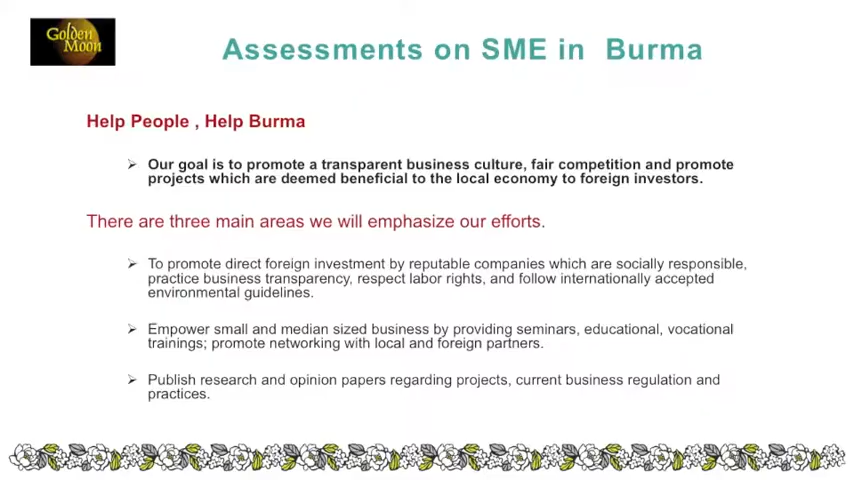 Golden
Moon
Assessments on SME in Burma
Help People , Help Burma
Our goal is to promote a transparent business culture, fair competition and promote
projects which are deemed beneficial to the local economy to foreign investors.
There are three main areas we will emphasize our efforts.
To promote direct foreign investment by reputable companies which are socially responsible,
practice business transparency, respect labor rights, and follow internationally accepted
environmental guidelines.
Empower small and median sized business by providing seminars, educational, vocational
trainings; promote networking with local and foreign partners.
Publish research and opinion papers regarding projects, current business regulation and
practices.